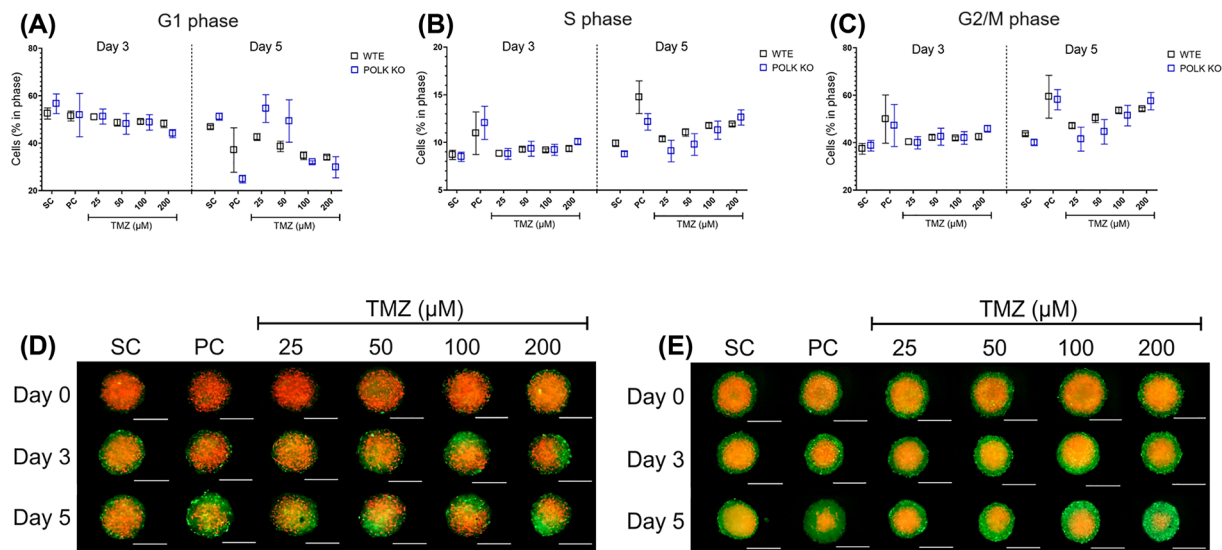 (A)
G1 phase
Day 3
Day 5
WTE
POLK KO
Cells (% in phase)
80
60
40
20
SC
PC
25
50
100
200
SC
PC
25
50
100
200
TMZ (µM)
TMZ (µM)
(B)
S phase
Day 3
Day 5
WTE
POLK KO
Cells (% in phase)
20
15
10
5
SC
PC
25
50
100
200
SC
PC
25
50
100
200
TMZ (µM)
TMZ (µM)
(C)
G2/M phase
Day 3
Day 5
WTE
POLK KO
Cells (% in phase)
80
60
40
20
SC
PC
25
50
100
200
SC
PC
25
50
100
200
TMZ (µM)
TMZ (µM)
(D)
TMZ (µM)
SC PC 25 50 100 200
Day 0
Day 3
Day 5
(E)
TMZ (µM)
SC PC 25 50 100 200
Day 0
Day 3
Day 5